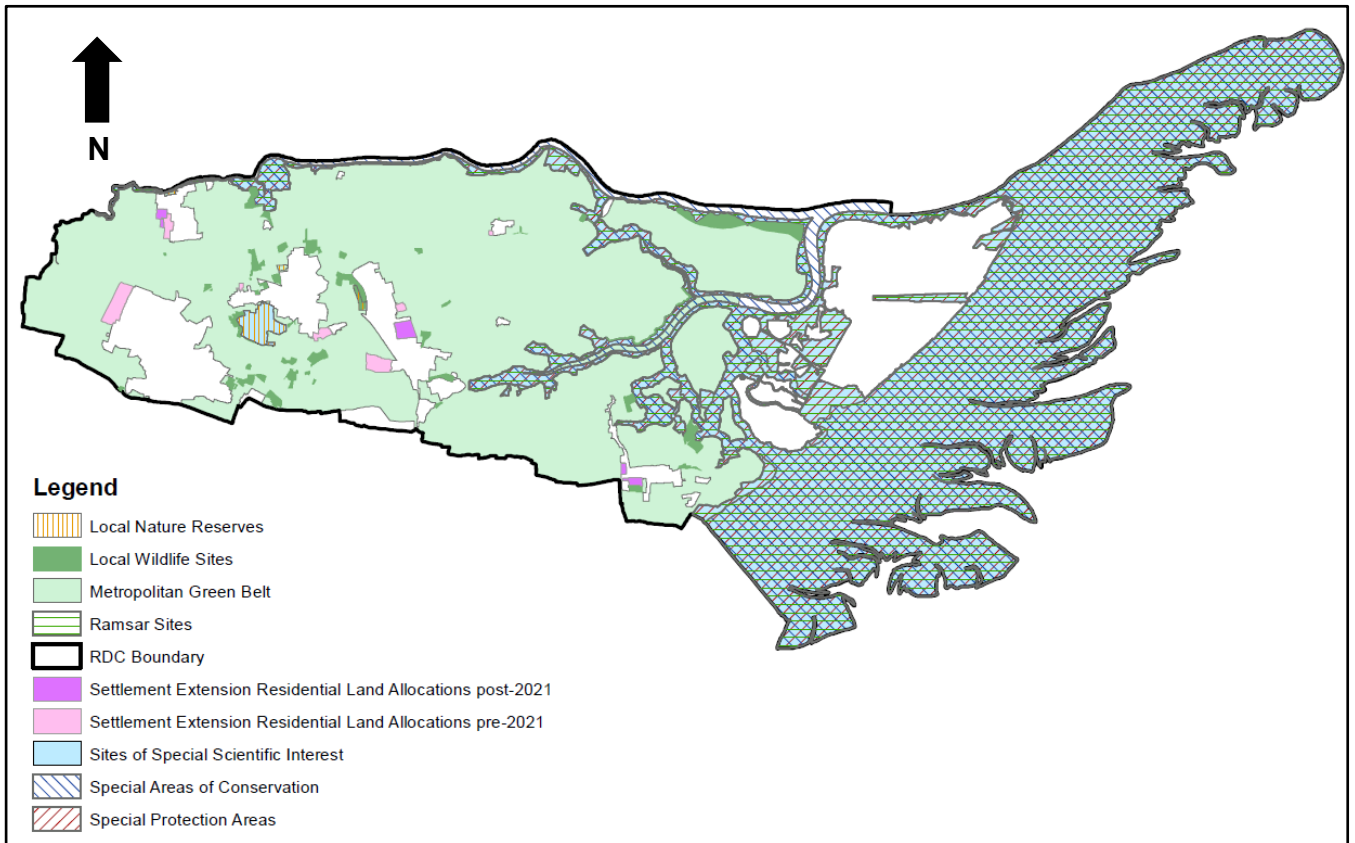 N
Legend
Local Nature Reserves
Local Wildlife Sites
Metropolitan Green Belt
Ramsar Sites
RDC Boundary
Settlement Extension Residential Land Allocations post-2021
Settlement Extension Residential Land Allocations pre-2021
Sites of Special Scientific Interest
Special Areas of Conservation
Special Protection Areas